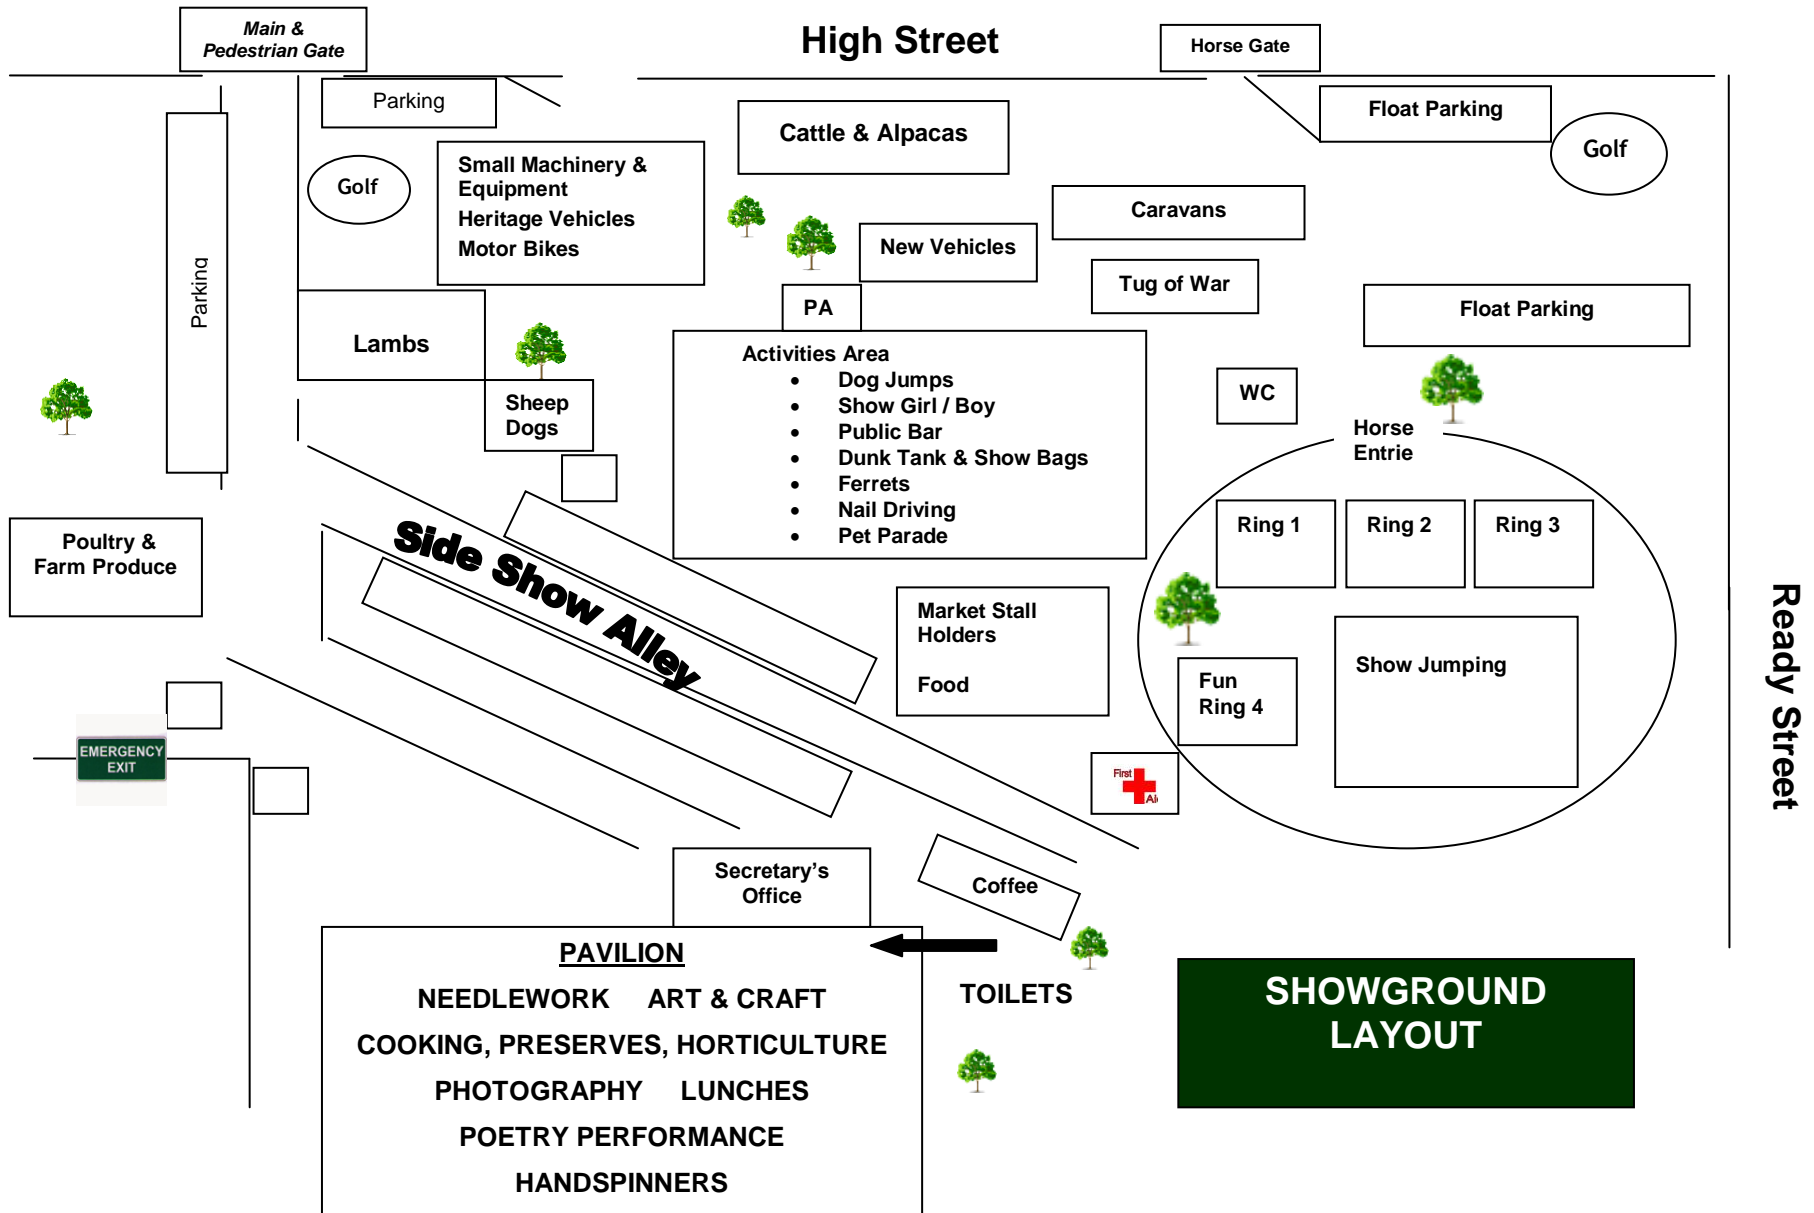 Main &
Pedestrian Gate
High Street
Horse Gate
Parking
Float Parking
Cattle & Alpacas
Golf
Small Machinery &
Equipment
Heritage Vehicles
Motor Bikes
Golf
Caravans
New Vehicles
Parking
Tug of War
PA
Float Parking
Lambs
Activities Area
• Dog Jumps
• Show Girl / Boy
• Public Bar
• Dunk Tank & Show Bags
• Ferrets
• Nail Driving
• Pet Parade
WC
Sheep
Dogs
Horse
Entrie
Ring 1
Ring 2
Ring 3
Poultry &
Farm Produce
Side Show Alley
Market Stall
Holders
Food
Show Jumping
Fun
Ring 4
Ready Street
EMERGENCY
EXIT
First
Ai
Secretary's
Office
Coffee
PAVILION
NEEDLEWORK ART & CRAFT
COOKING, PRESERVES, HORTICULTURE
PHOTOGRAPHY LUNCHES
POETRY PERFORMANCE
HANDSPINNERS
TOILETS
SHOWGROUND
LAYOUT